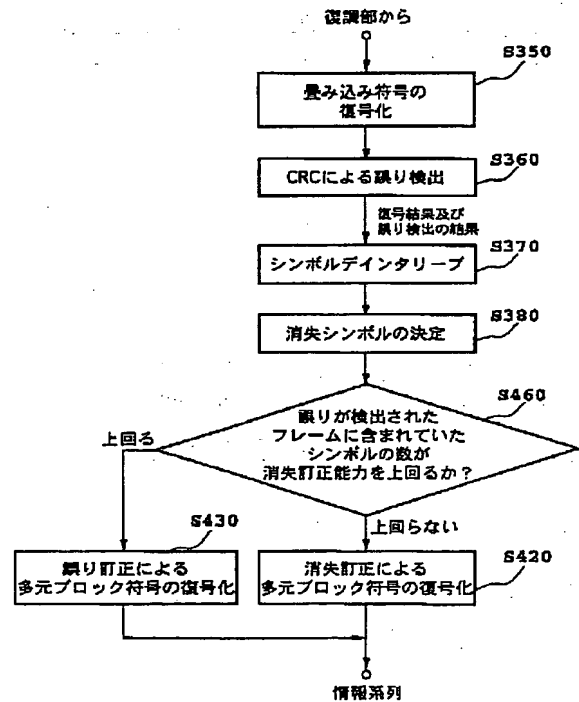 復調部から
S350
畳み込み符号の
復号化
S360
CRCによる誤り検出
復号結果及び
誤り検出の結果
S370
シンボルデインタリーブ
S380
消失シンボルの決定
S460
誤りが検出された
フレームに含まれていた
シンボルの数が
消失訂正能力を上回るか？
上回る
上回らない
S430
誤り訂正による
多元ブロック符号の復号化
S420
消失訂正による
多元ブロック符号の復号化
情報系列